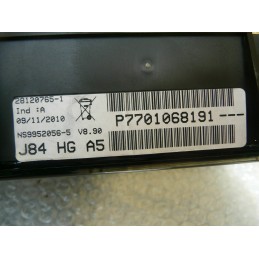 28120765-1
Ind :A
09/11/2010
NS9952056-5 V8.90
P7701068191---
J84 HG A5